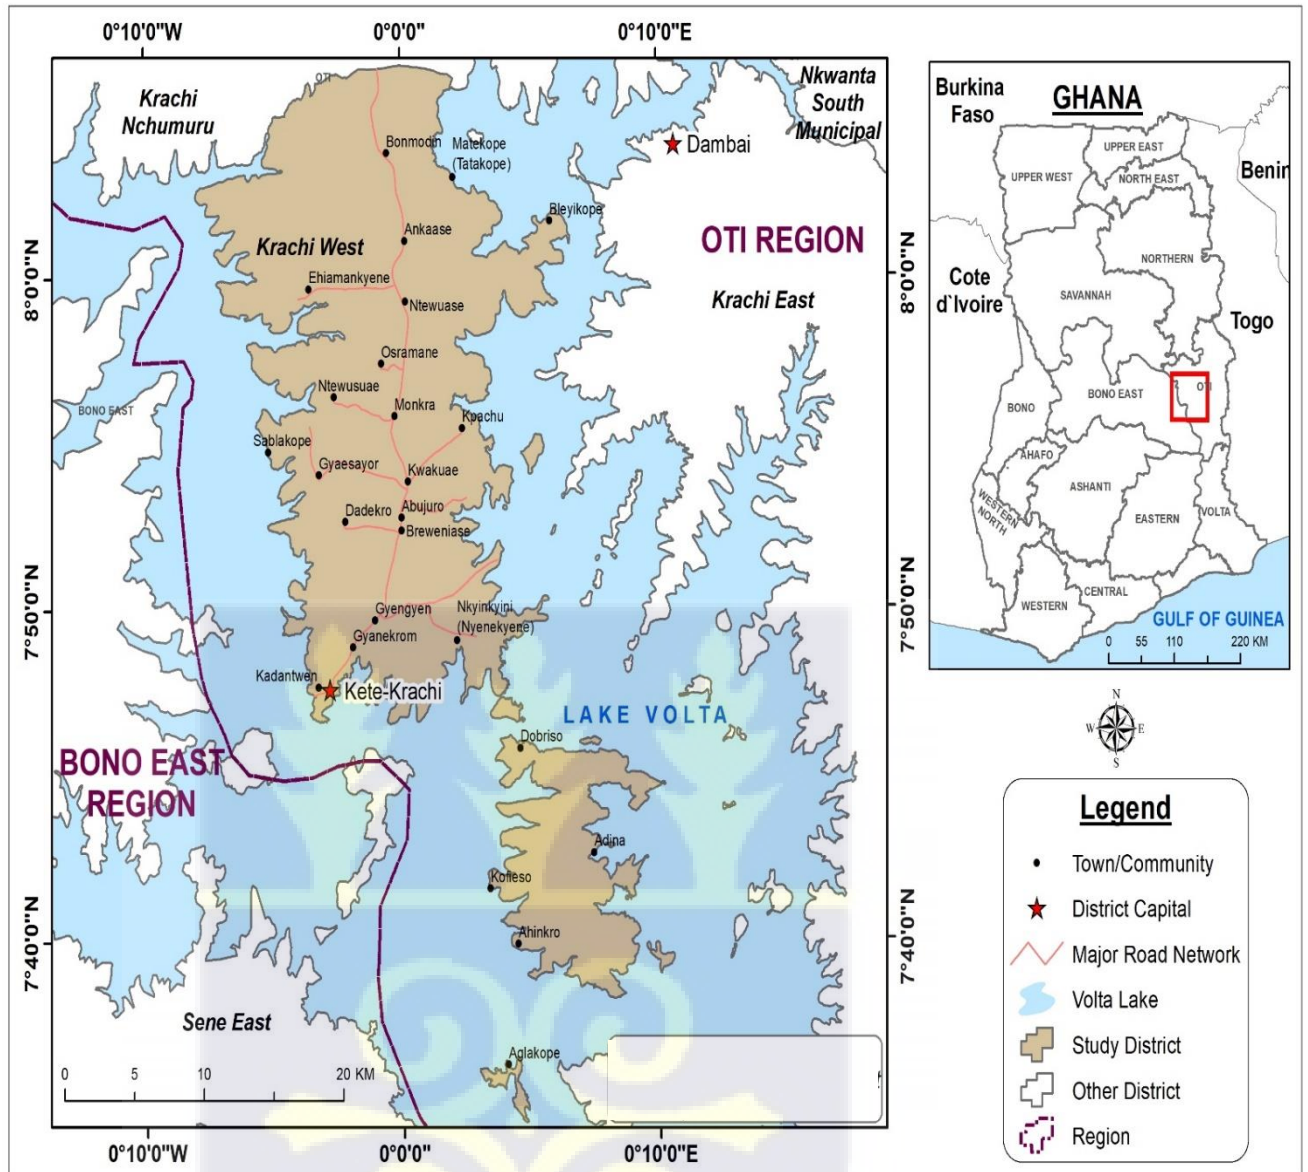 0°10'0"W 0°0'0" 0°10'0"E
OTI
Krachi
Nchumuru
Nkwanta
South
Municipal
Bonmodin
Matekope
(Tatakope)
Dambai
Bleyikope
Ankaase
Krachi West
OTI REGION
Ehiamankyene
Krachi East
Ntewuase
8°0'0"N
8°0'0"N
Osramane
Ntewusuae
Monkra
BONO EAST
Kpachu
Sablakope
Gyaesayor
Kwakuae
Dadekro
Abujuro
Breweniase
7°50'0"N
7°50'0"N
Gyengyen
Nkyinkyini
(Nyenekyene)
Gyanekrom
Kadantwen
Kete-Krachi
LAKE VOLTA
Dobriso
BONO EAST
REGION
Adina
Kofieso
Ahinkro
7°40'0"N
7°40'0"N
Sene East
Aglakope
0 5 10 20 KM
0°10'0"W 0°0'0" 0°10'0"E
Burkina
Faso
GHANA
UPPER EAST
Benin
UPPER WEST
NORTH EAST
NORTHERN
Cote
d`Ivoire
SAVANNAH
Togo
OTI
BONO EAST
BONO
AHAFO
ASHANTI
WESTERN
NORTH
EASTERN
VOLTA
CENTRAL
WESTERN
GULF OF GUINEA
0 55 110 220 KM
N
W E
S
Legend
Town/Community
District Capital
Major Road Network
Volta Lake
Study District
Other District
Region